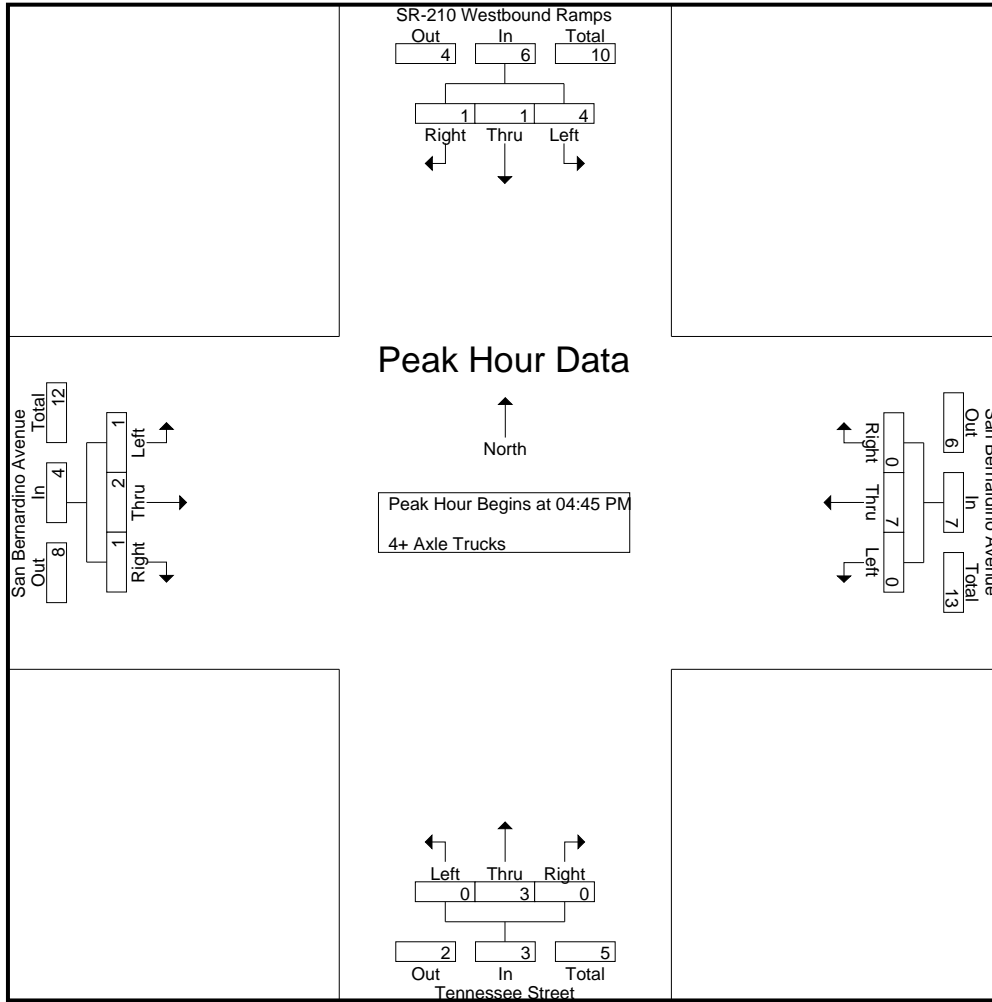 SR-210 Westbound Ramps
Out In Total
4 6 10
1 1 4
Right Thru Left
Peak Hour Data
North
Peak Hour Begins at 04:45 PM
4+ Axle Trucks
San Bernardino Avenue
Total In Out
12 4 8
1 2 1
Left Thru Right
San Bernardino Avenue
Out In Total
6 7 13
Right Thru Left
0 7 0
Left Thru Right
0 3 0
2 3 5
Out In Total
Tennessee Street